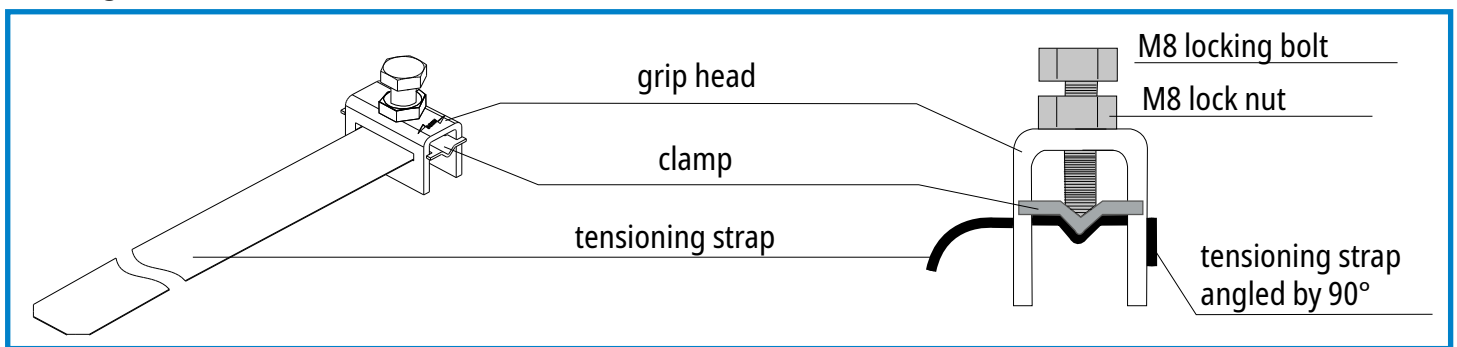 grip head
clamp
tensioning strap
M8 locking bolt
M8 lock nut
tensioning strap
angled by 90°